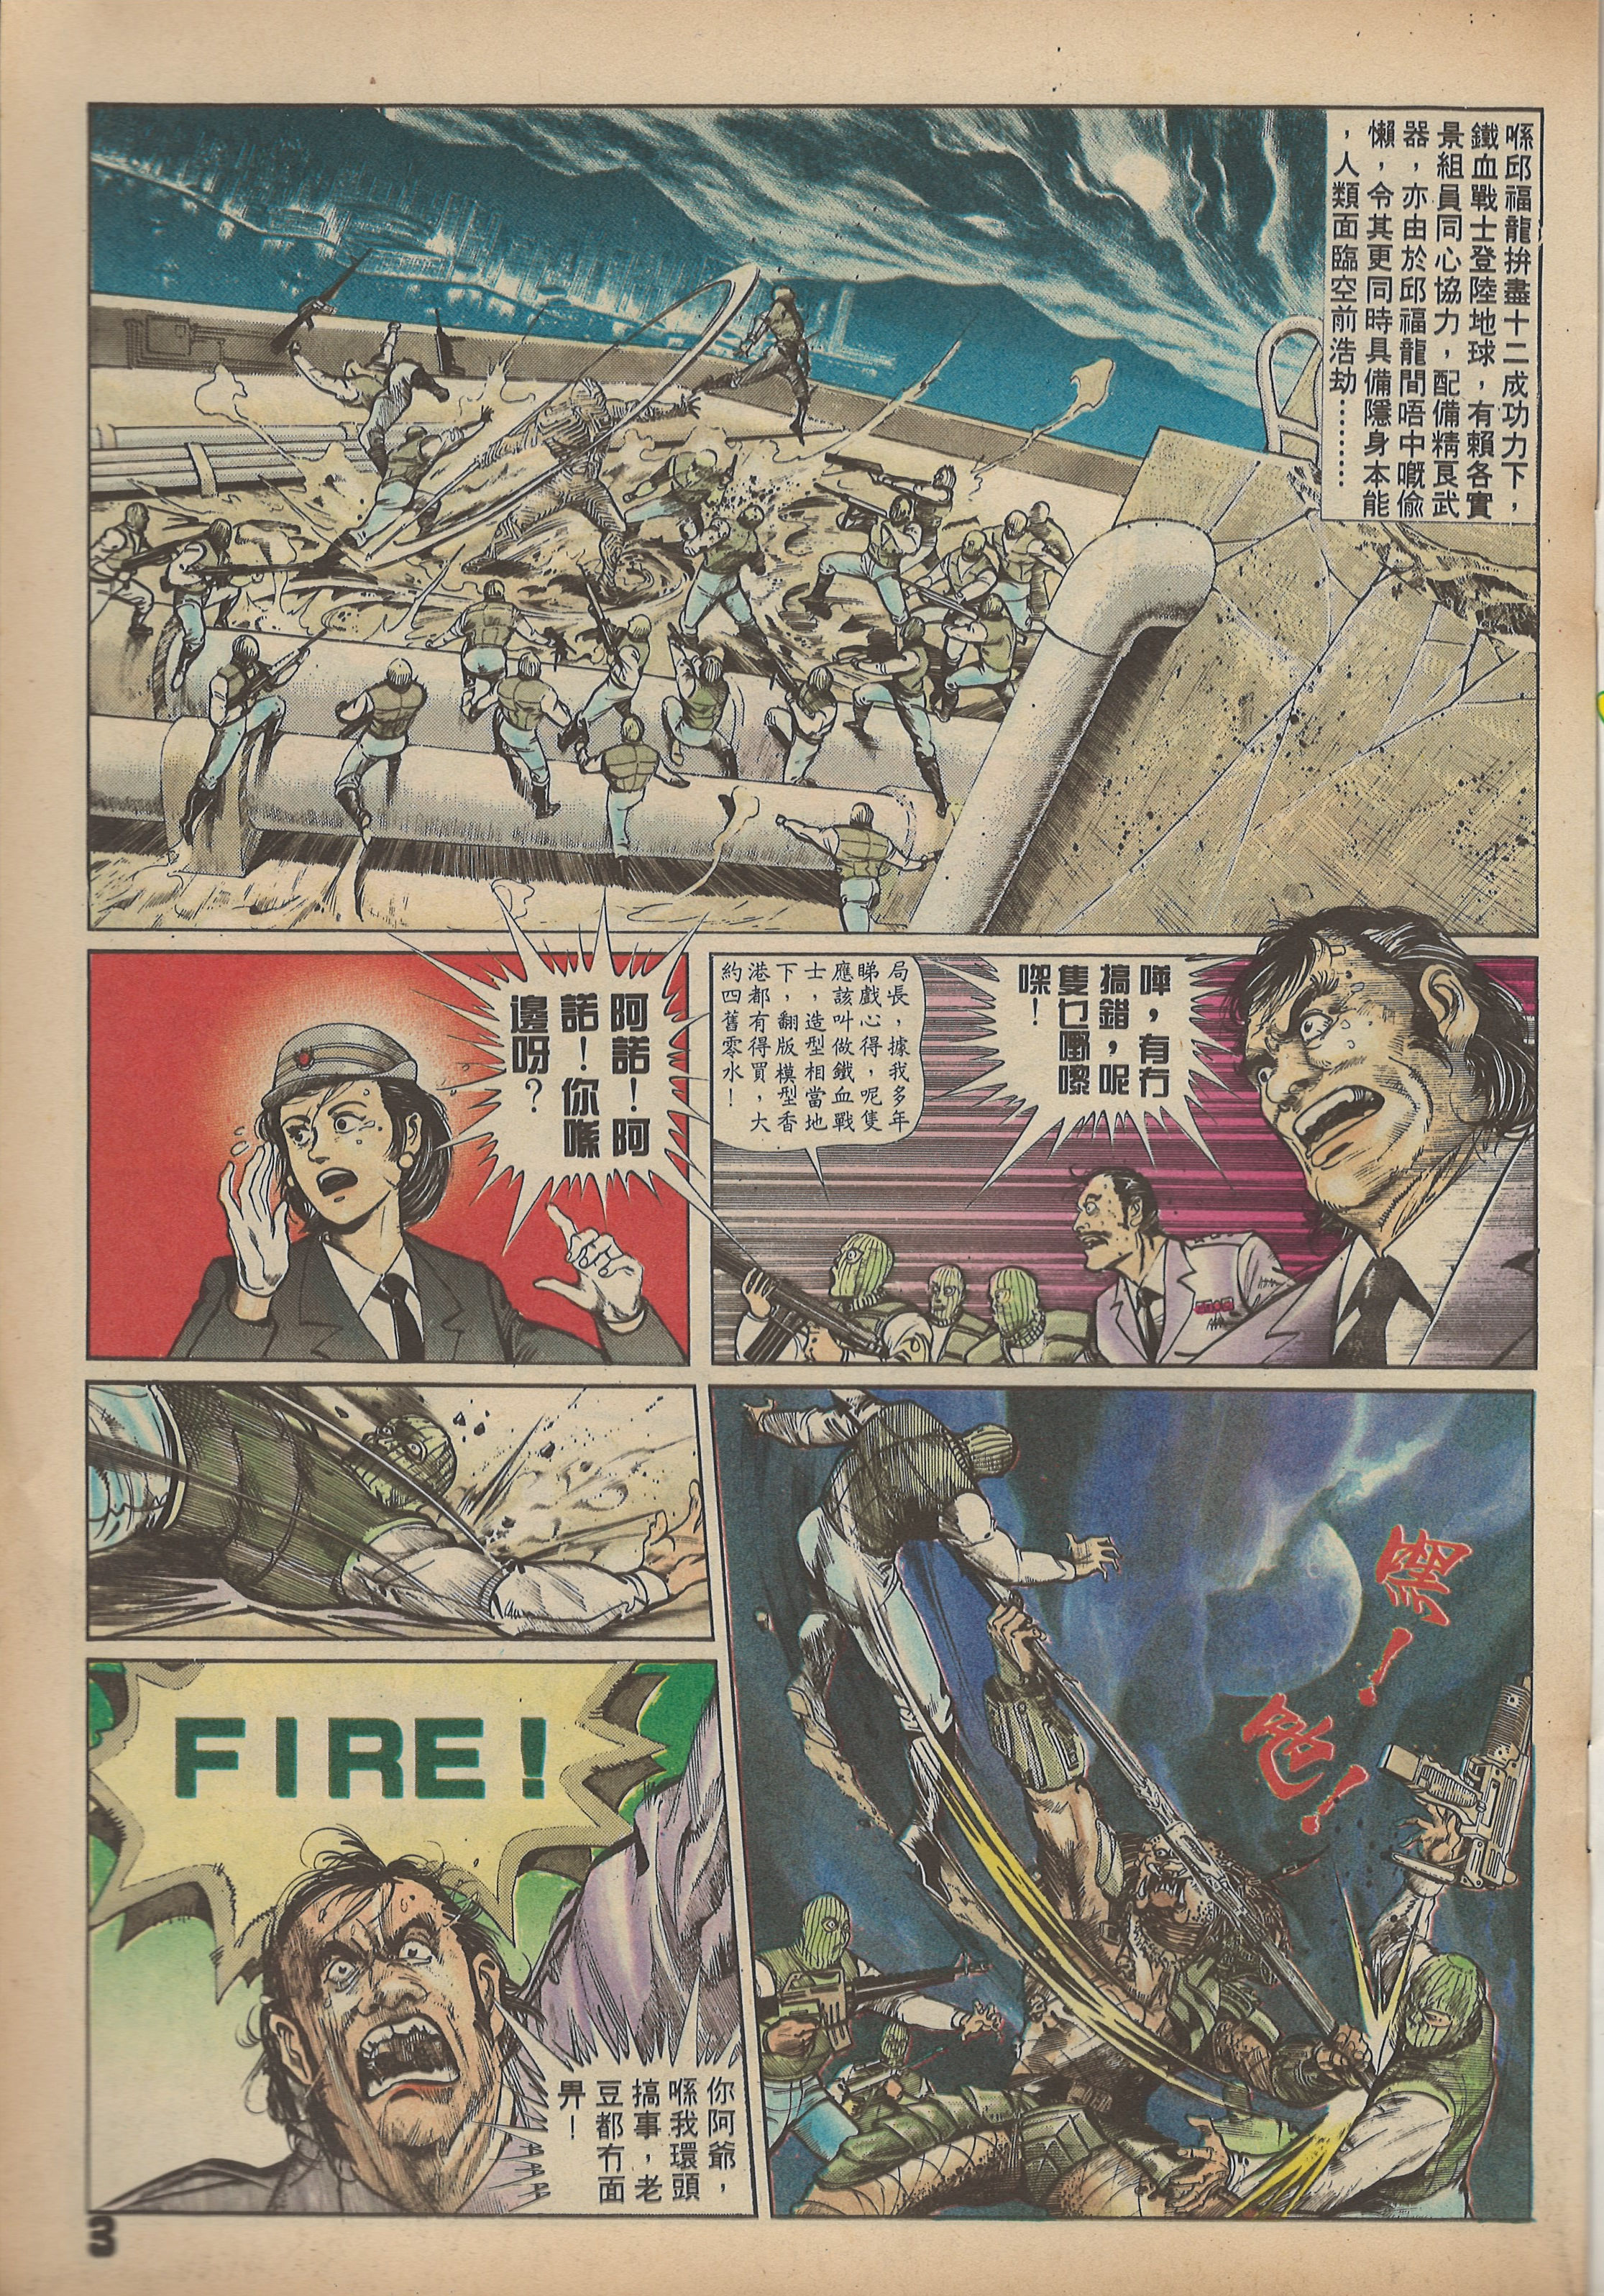 喺邱福龍拚盡十二成功力下，
鐵血戰士登陸地球，有賴各實
景組員同心協力，配備精良武
器，亦由於邱福龍間唔中嘅偷
懶，令其更同時具備隱身本能
，人類面臨空前浩劫…………
嘩，有冇
搞錯，呢
隻乜嘢嚟
㗎！
局長，據我多年
睇戲心得，呢隻
應該叫做鐵血戰
士，造型相當地
下，翻版模型香
港都有得買，大
約四舊零水！
阿諾！阿
諾！你喺
邊呀？
FIRE！
你阿爺，
喺我環頭
搞事，老
豆都冇面
畀！
3